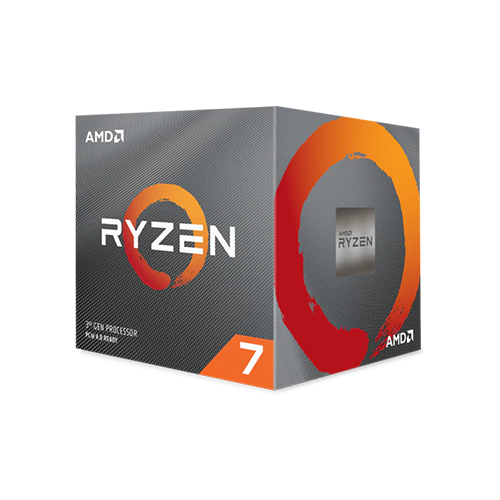 AMD
RYZEN
3rd GEN PROCESSOR
PCIe 4.0 READY
7
AMD
RYZEN
AMD